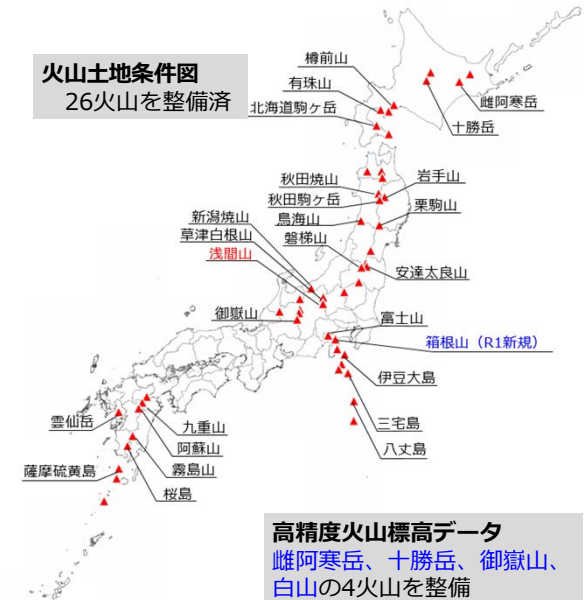 火山土地条件図
26火山を整備済
樽前山
有珠山
北海道駒ヶ岳
雌阿寒岳
十勝岳
秋田焼山
秋田駒ヶ岳
鳥海山
岩手山
栗駒山
新潟焼山
草津白根山
浅間山
磐梯山
安達太良山
御嶽山
富士山
箱根山（R1新規）
伊豆大島
三宅島
八丈島
雲仙岳
九重山
阿蘇山
霧島山
薩摩硫黄島
桜島
高精度火山標高データ
雌阿寒岳、十勝岳、御嶽山、
白山の4火山を整備